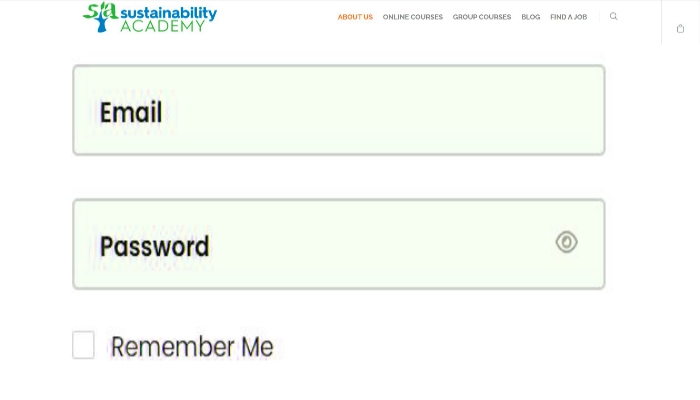 sa sustainability
ACADEMY
ABOUT US ONLINE COURSES GROUP COURSES BLOG FIND A JOB
Email
Password
Remember Me